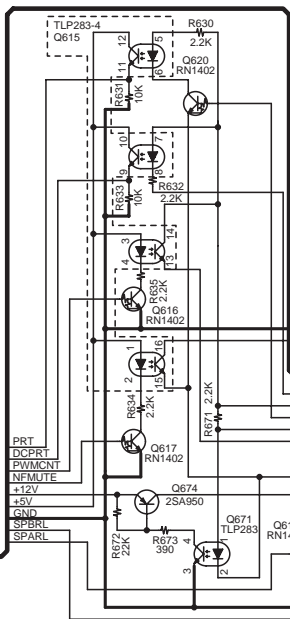 TLP283-4
Q615
R630
2.2K
12
5
11
6
Q620
RN1402
R631
10K
10
7
9
8
R633
10K
R632
2.2K
3
14
4
13
R635
2.2K
Q616
RN1402
1
16
2
15
R634
2.2K
R671
2.2K
Q617
RN1402
PRT
DCPRT
PWMCNT
NFMUTE
+12V
+5V
GND
SPBRL
SPARL
Q674
2SA950
R672
22K
R673
390
Q671
TLP283
4
1
3
2
Q61
RN14